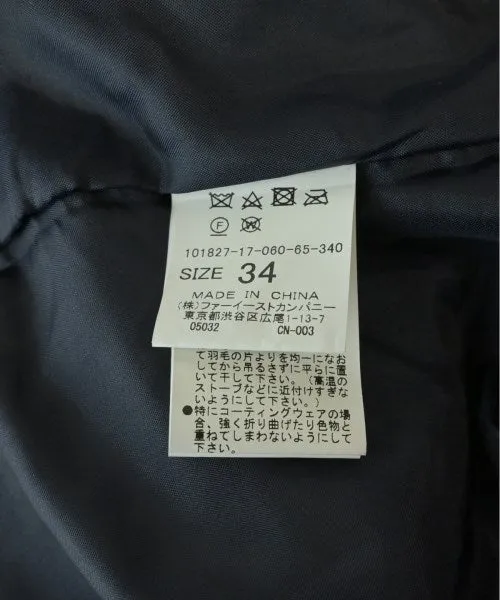 F W
101827-17-060-65-340
SIZE 34
MADE IN CHINA
(株)ファーイーストカンパニー
東京都渋谷区広尾1-13-7
05032 CN-003
て羽毛の片よりを均一になお
してから吊るさずに平らに置
いて干して下さい。(高温の
ストーブなどに近付けすぎな
いようにして下さい。)
●特にコーティングウェアの場
合、強く折り曲げたり色物と
重ねてしまわないようにして
下さい。